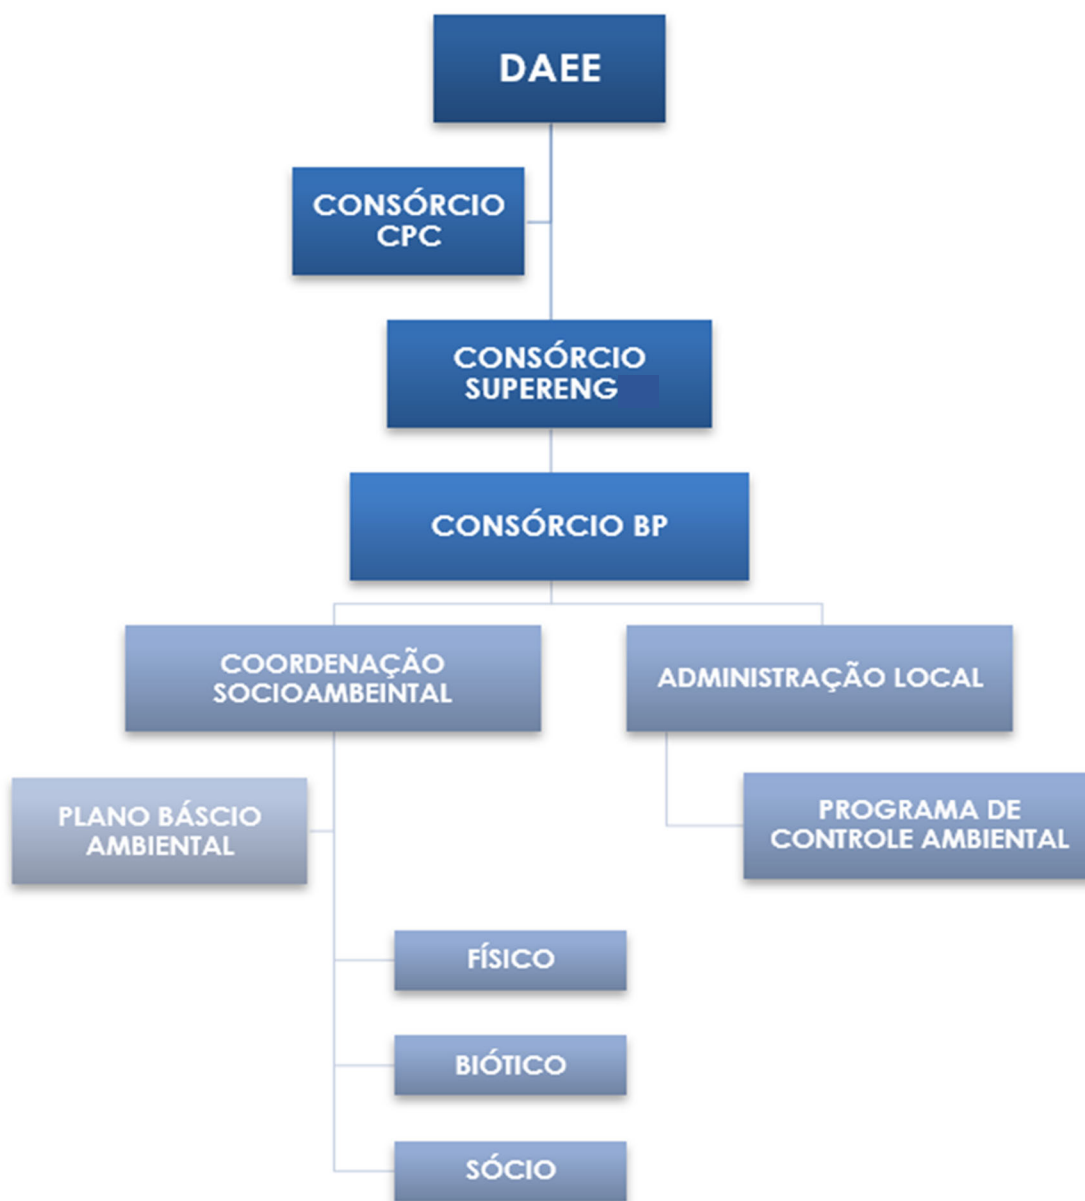 DAEE
CONSÓRCIO
CPC
CONSÓRCIO
SUPERENG
CONSÓRCIO BP
COORDENAÇÃO
SOCIOAMBEINTAL
ADMINISTRAÇÃO LOCAL
PLANO BÁSCIO
AMBIENTAL
PROGRAMA DE
CONTROLE AMBIENTAL
FÍSICO
BIÓTICO
SÓCIO